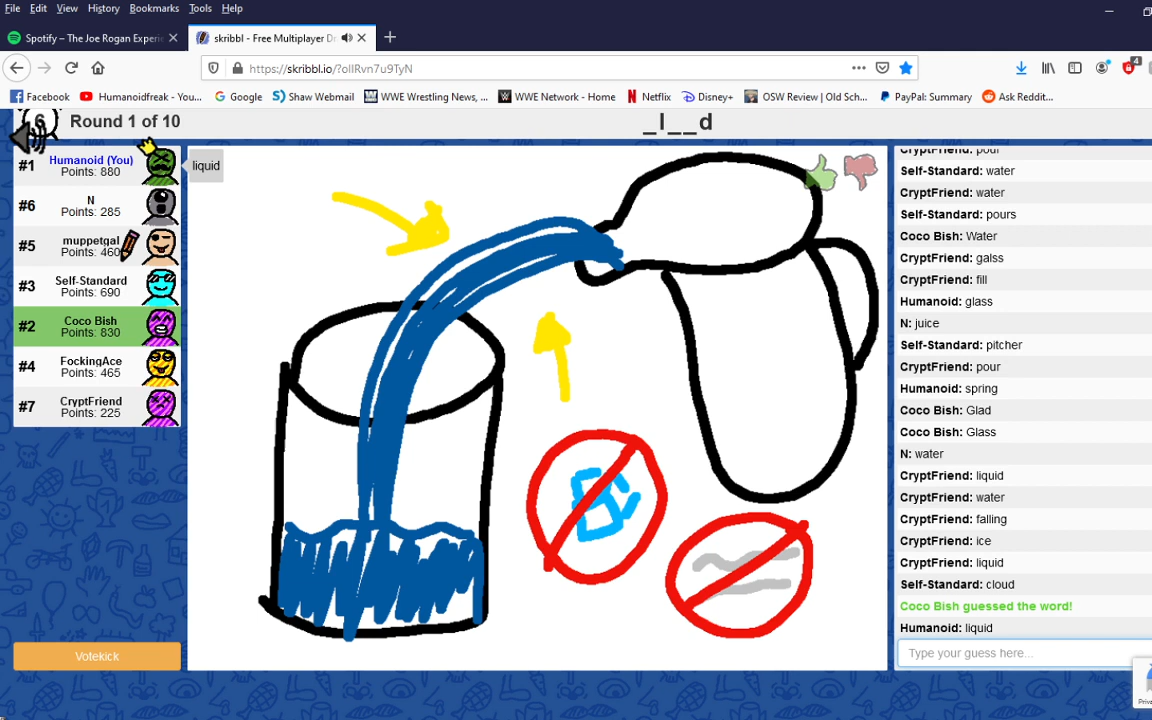 File Edit View History Bookmarks Tools Help
Spotify – The Joe Rogan Experien
skribbl - Free Multiplayer Dr
https://skribbl.io/?olIRvn7u9TyN
Facebook Humanoidfreak - You... Google Shaw Webmail WWE Wrestling News, ... WWE Network - Home Netflix Disney+ OSW Review | Old Sch... PayPal: Summary Reddit Ask Reddit...
4
6 Round 1 of 10 _l__d
#1 Humanoid (You)
Points: 880
liquid
#6 N
Points: 285
#5 muppetgal
Points: 460
#3 Self-Standard
Points: 690
#2 Coco Bish
Points: 830
#4 FockingAce
Points: 465
#7 CryptFriend
Points: 225
Votekick
CryptFriend: pour
Self-Standard: water
CryptFriend: water
Self-Standard: pours
Coco Bish: Water
CryptFriend: galss
CryptFriend: fill
Humanoid: glass
N: juice
Self-Standard: pitcher
CryptFriend: pour
Humanoid: spring
Coco Bish: Glad
Coco Bish: Glass
N: water
CryptFriend: liquid
CryptFriend: water
CryptFriend: falling
CryptFriend: ice
CryptFriend: liquid
Self-Standard: cloud
Coco Bish guessed the word!
Humanoid: liquid
Type your guess here...